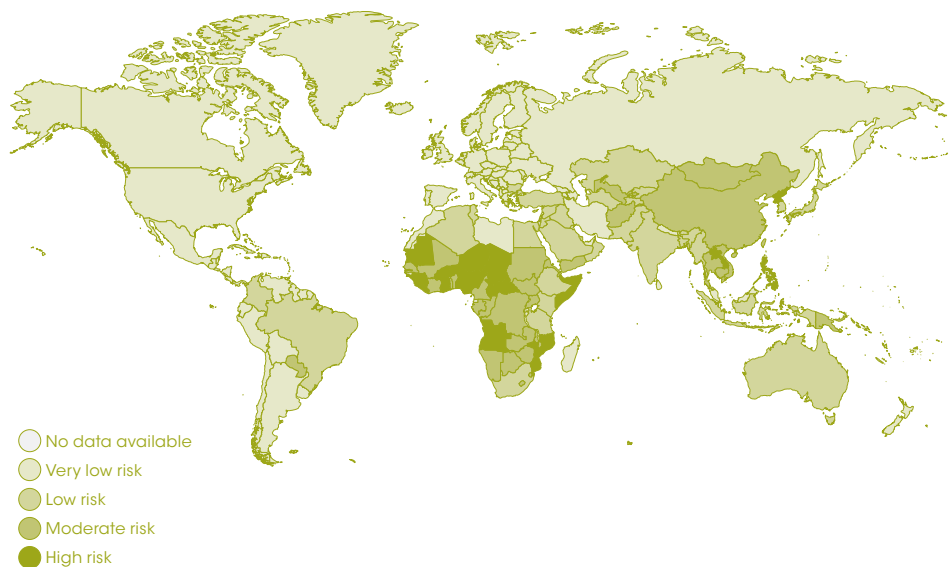 No data available
Very low risk
Low risk
Moderate risk
High risk